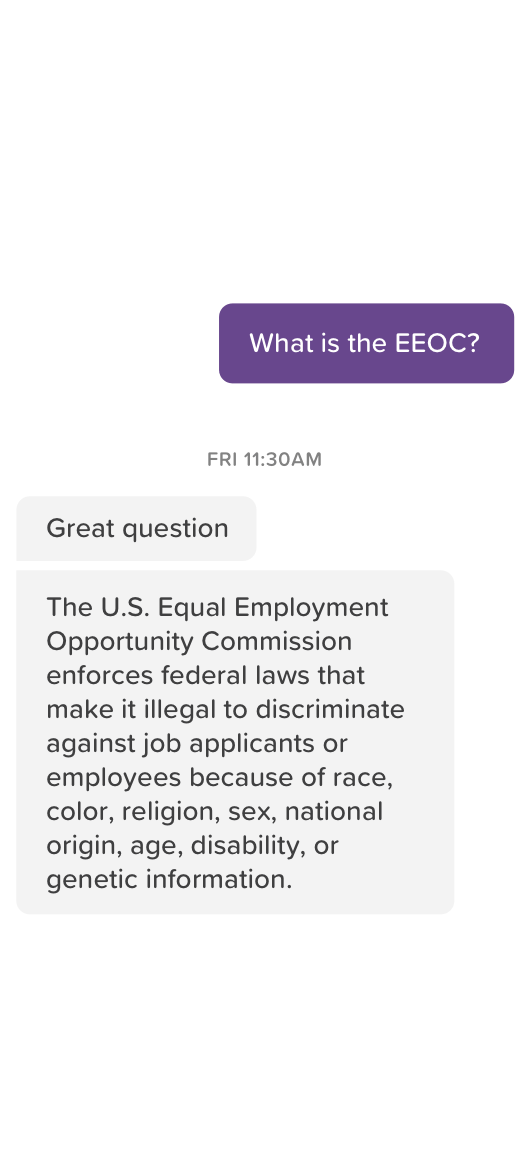 What is the EEOC?
FRI 11:30AM
Great question
The U.S. Equal Employment
Opportunity Commission
enforces federal laws that
make it illegal to discriminate
against job applicants or
employees because of race,
color, religion, sex, national
origin, age, disability, or
genetic information.